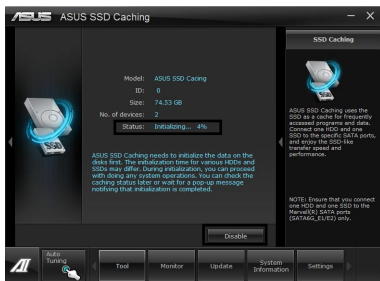 ASUS ASUS SSD Caching
SSD Caching
Model: ASUS SSD Cacing
ID: 0
Size: 74.53 GB
No. of devices: 2
Status: Initializing... 4%
ASUS SSD Caching needs to initialize the data on the
disks first. The initialization time for various HDDs and
SSDs may differ. During initialization, you can proceed
with doing any system operations. You can check the
caching status later or wait for a pop-up message
notifying that initialization is completed.
ASUS SSD Caching uses the
SSD as a cache for frequently
accessed programs and data.
Connect one HDD and one
SSD to the specific SATA ports,
and enjoy the SSD-like
transfer speed and
performance.
NOTE: Ensure that you connect
one HDD and one SSD to the
Marvell(R) SATA ports
(SATA6G_E1/E2) only.
Disable
Auto
Tuning
Tool
Monitor
Update
System
Information
Settings